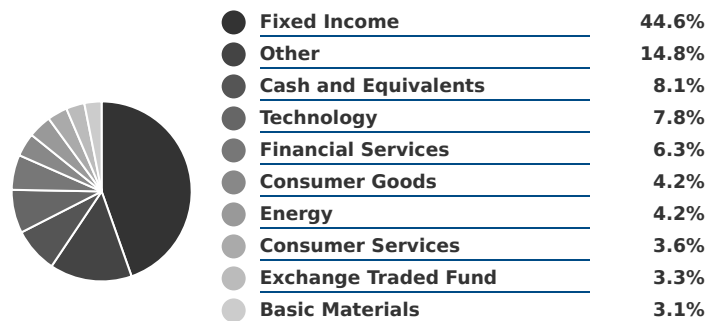 Fixed Income 44.6%
Other 14.8%
Cash and Equivalents 8.1%
Technology 7.8%
Financial Services 6.3%
Consumer Goods 4.2%
Energy 4.2%
Consumer Services 3.6%
Exchange Traded Fund 3.3%
Basic Materials 3.1%